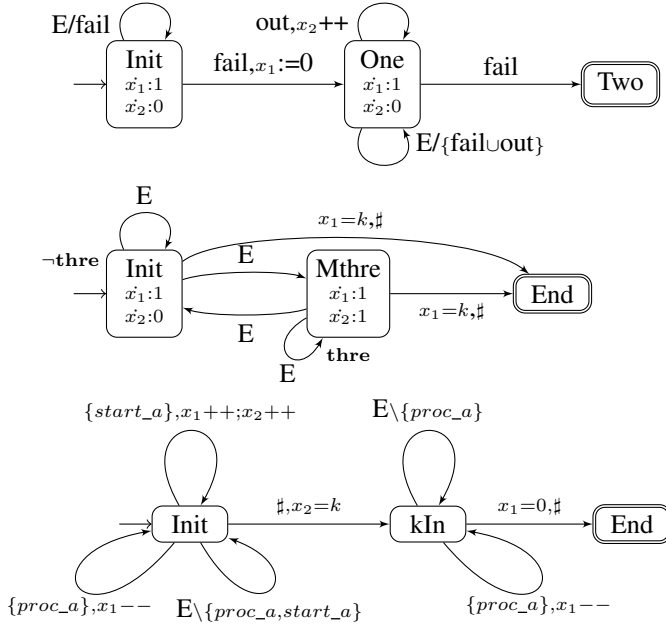 E/fail
out,x₂++
Init
ẋ₁:1
ẋ₂:0
fail,x₁:=0
One
ẋ₁:1
ẋ₂:0
fail
Two
E/{fail∪out}
E
¬thre
Init
ẋ₁:1
ẋ₂:0
E
E
x₁=k,♯
Mthre
ẋ₁:1
ẋ₂:1
x₁=k,♯
End
E
thre
{start_a},x₁++;x₂++
E\{proc_a}
Init
♯,x₂=k
kIn
x₁=0,♯
End
{proc_a},x₁−−
E\{proc_a,start_a}
{proc_a},x₁−−